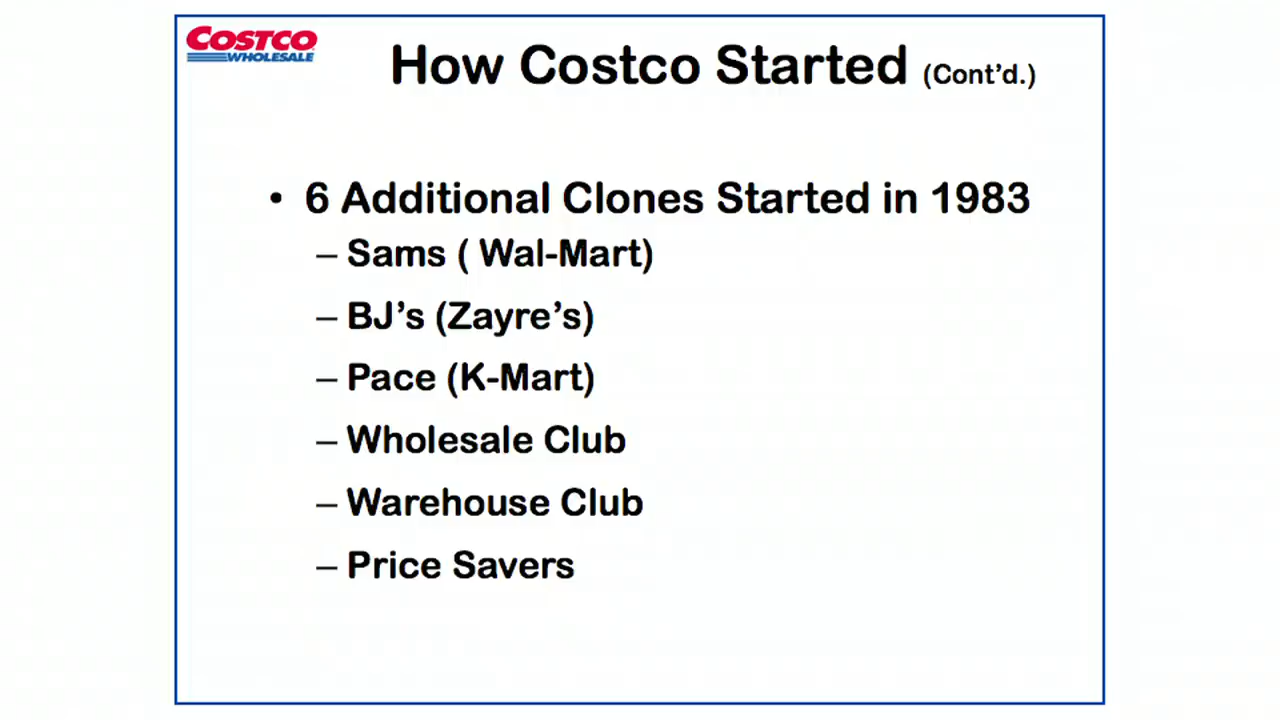 COSTCO
WHOLESALE
How Costco Started (Cont’d.)
• 6 Additional Clones Started in 1983
– Sams ( Wal-Mart)
– BJ’s (Zayre’s)
– Pace (K-Mart)
– Wholesale Club
– Warehouse Club
– Price Savers